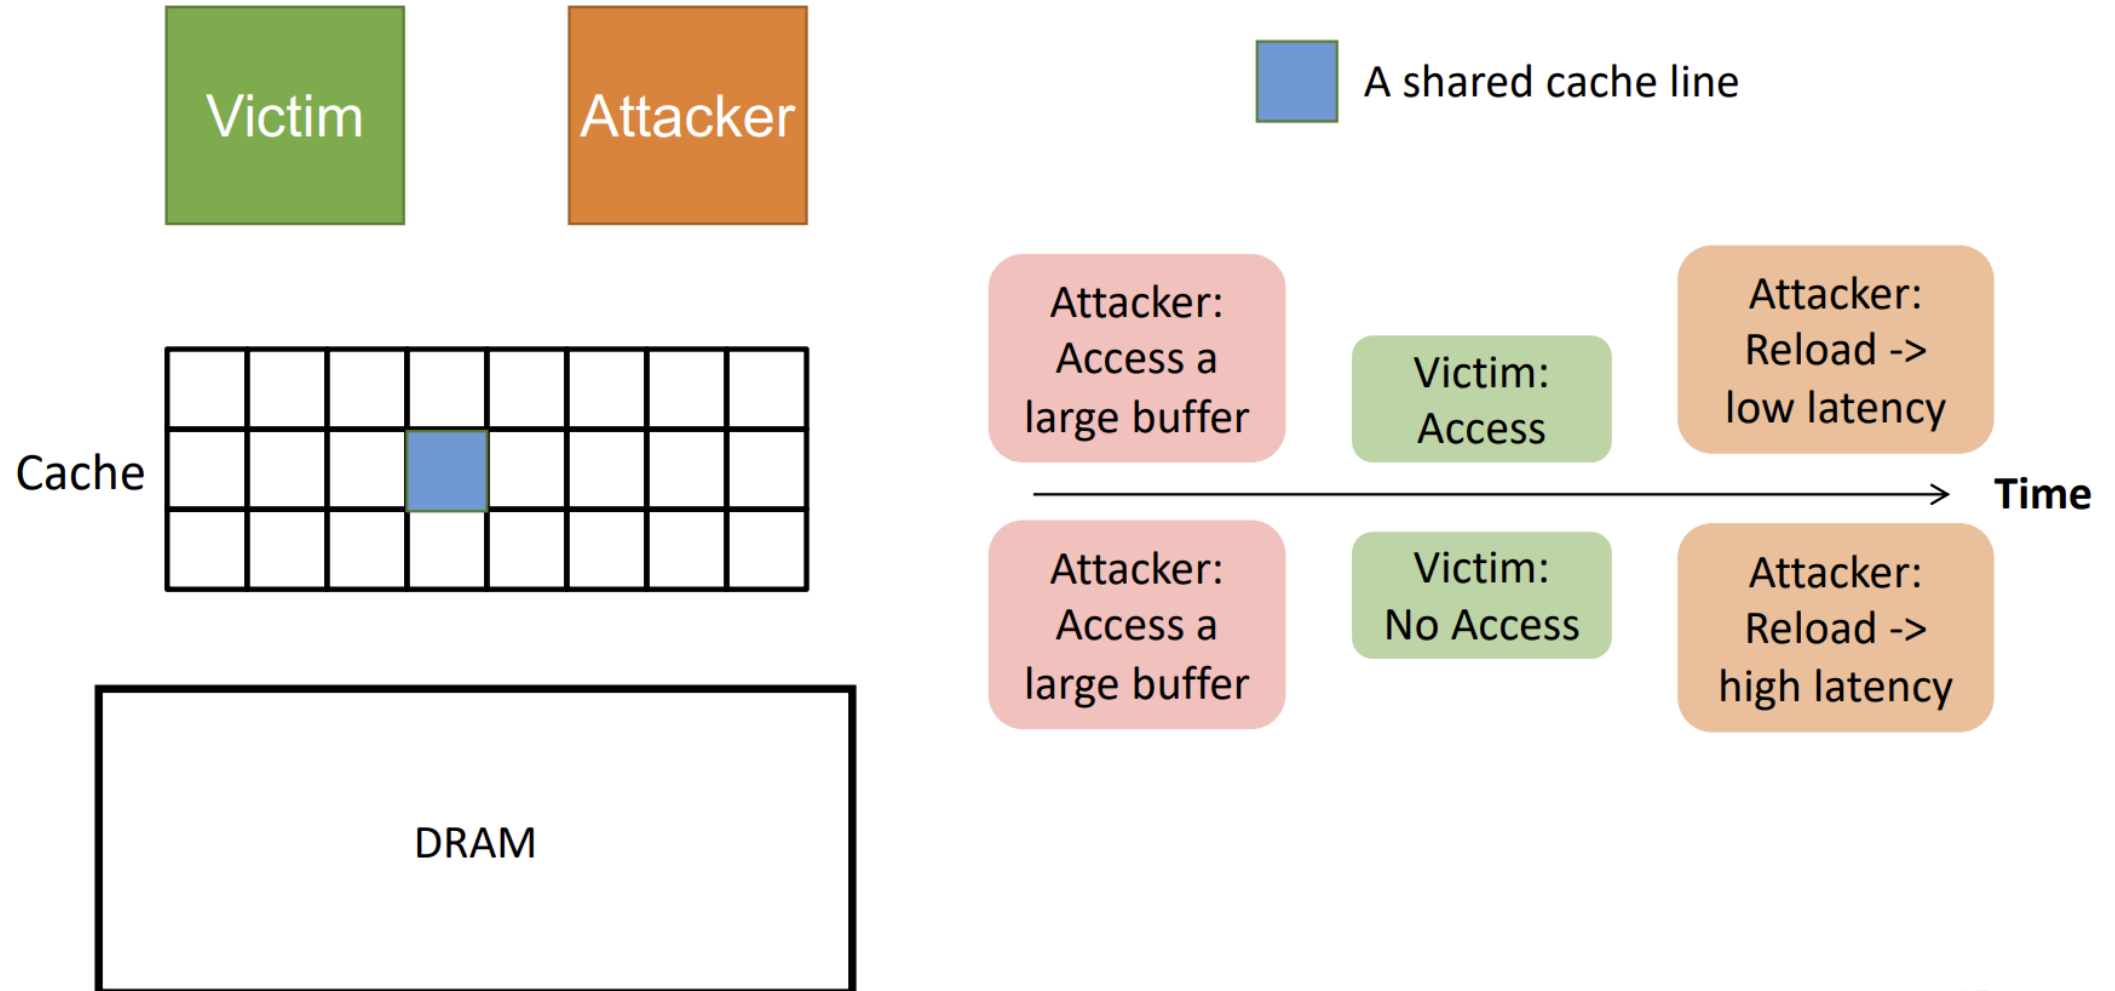 Victim
Attacker
A shared cache line
Cache
DRAM
Attacker:
Access a
large buffer
Victim:
Access
Attacker:
Reload ->
low latency
Time
Attacker:
Access a
large buffer
Victim:
No Access
Attacker:
Reload ->
high latency